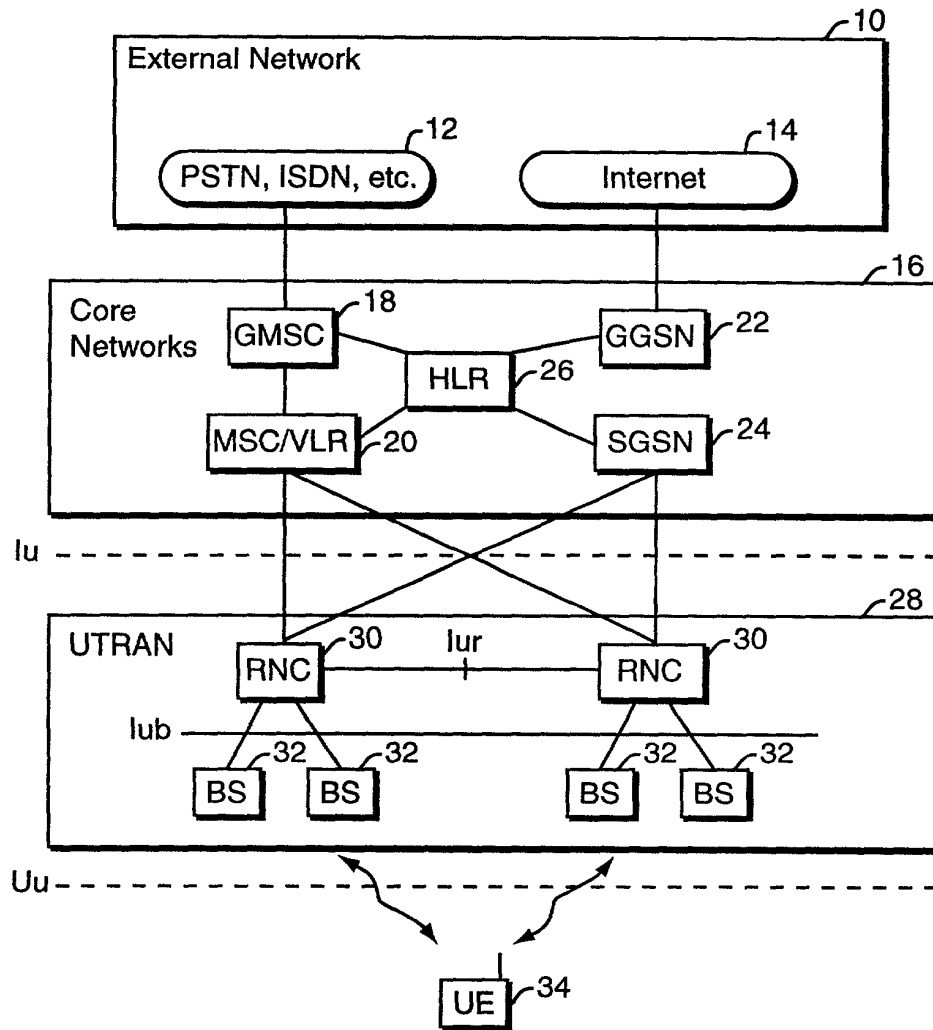 10
External Network
12
14
PSTN, ISDN, etc.
Internet
16
Core
Networks
18
GMSC
22
GGSN
HLR
26
MSC/VLR
20
SGSN
24
Iu
28
UTRAN
30
RNC
Iur
30
RNC
Iub
32
BS
32
BS
32
BS
32
BS
Uu
UE
34